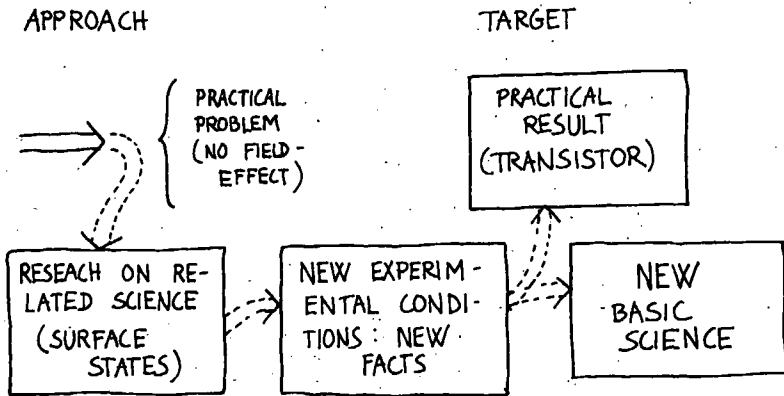 APPROACH
TARGET
PRACTICAL
PROBLEM
(NO FIELD-
EFFECT)
PRACTICAL
RESULT
(TRANSISTOR)
RESEACH ON RE-
LATED SCIENCE
(SURFACE
STATES)
NEW EXPERIM-
ENTAL CONDI-
TIONS: NEW
FACTS
NEW
BASIC
SCIENCE